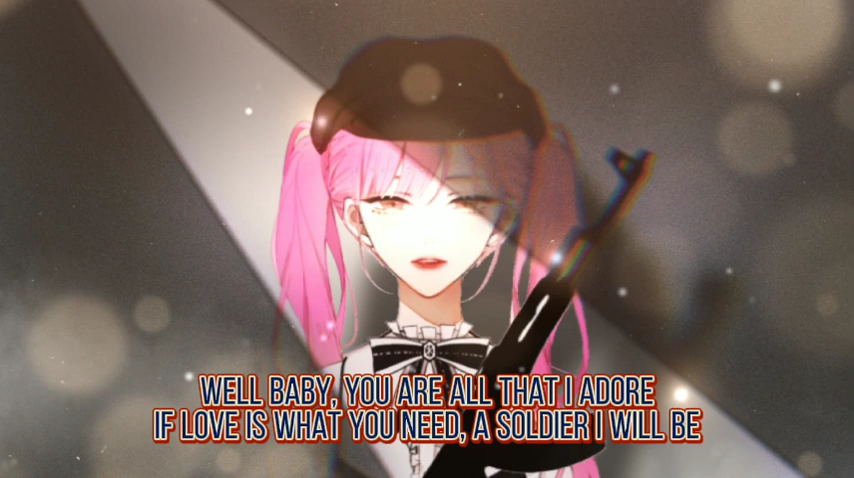 WELL BABY, YOU ARE ALL THAT I ADORE
IF LOVE IS WHAT YOU NEED, A SOLDIER I WILL BE